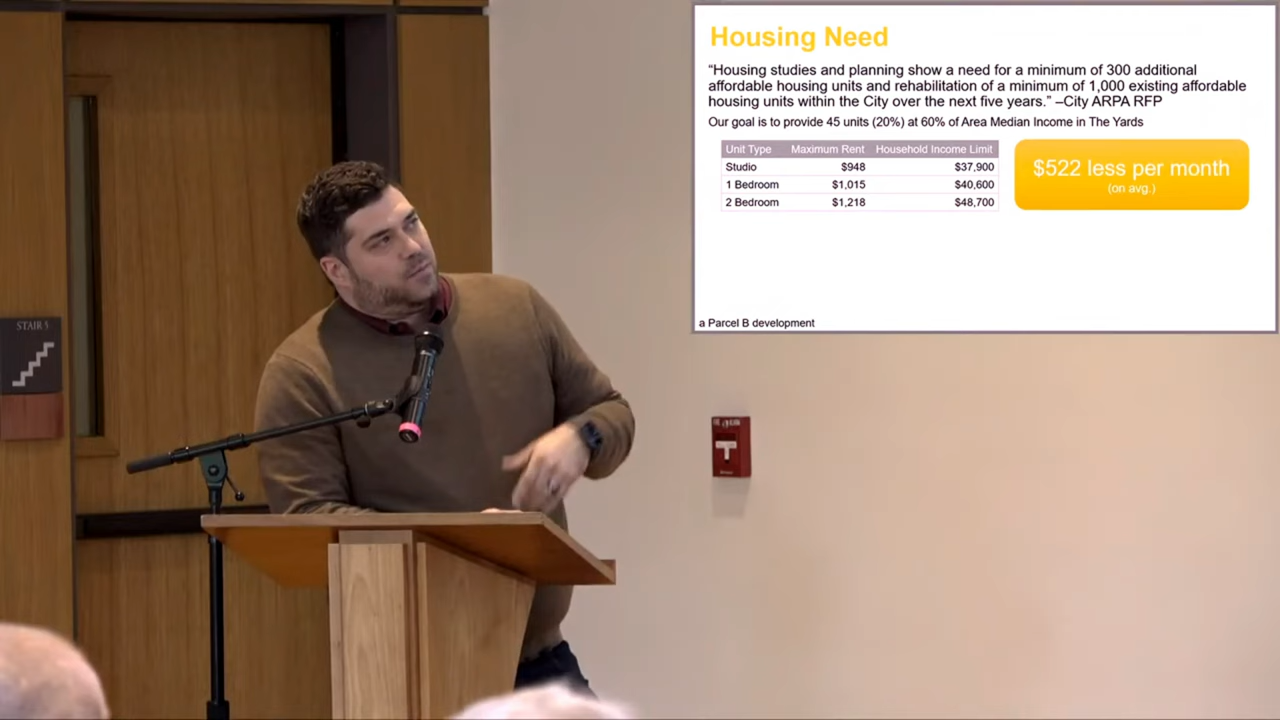 STAIR
Housing Need
“Housing studies and planning show a need for a minimum of 300 additional
affordable housing units and rehabilitation of a minimum of 1,000 existing affordable
housing units within the City over the next five years.” –City ARPA RFP
Our goal is to provide 45 units (20%) at 60% of Area Median Income in The Yards
Unit Type Maximum Rent Household Income Limit
Studio $948 $37,900
1 Bedroom $1,015 $40,600
2 Bedroom $1,218 $48,700
$522 less per month
(on avg.)
a Parcel B development